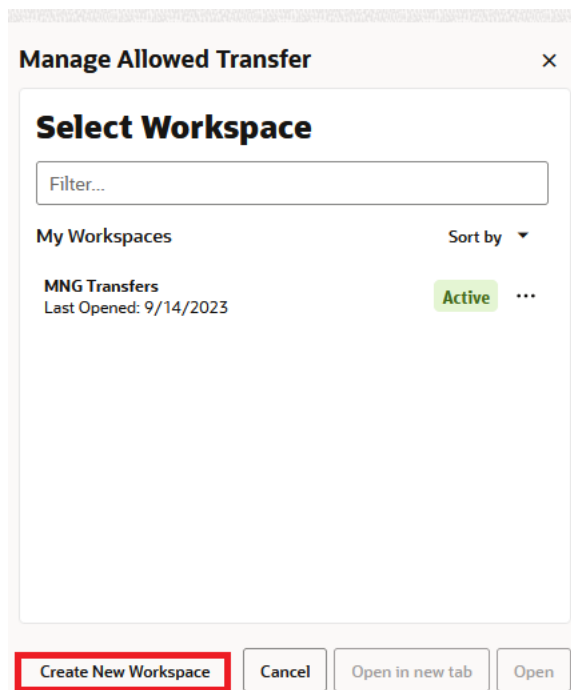 Manage Allowed Transfer ×
Select Workspace
Filter...
My Workspaces Sort by
MNG Transfers
Last Opened: 9/14/2023
Active ...
Create New Workspace Cancel Open in new tab Open